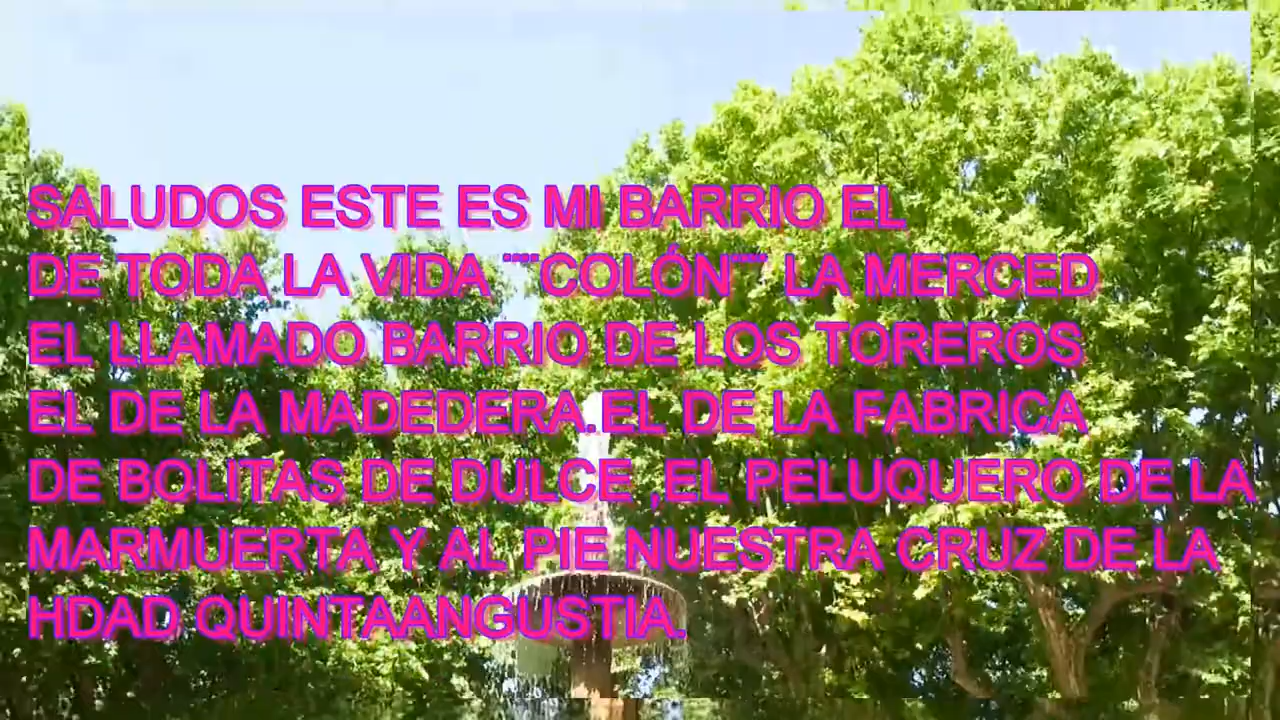 SALUDOS ESTE ES MI BARRIO EL
DE TODA LA VIDA ¨¨COLÓN¨¨ LA MERCED
EL LLAMADO BARRIO DE LOS TOREROS
EL DE LA MADEDERA.EL DE LA FABRICA
DE BOLITAS DE DULCE ,EL PELUQUERO DE LA
MARMUERTA Y AL PIE NUESTRA CRUZ DE LA
HDAD QUINTAANGUSTIA.